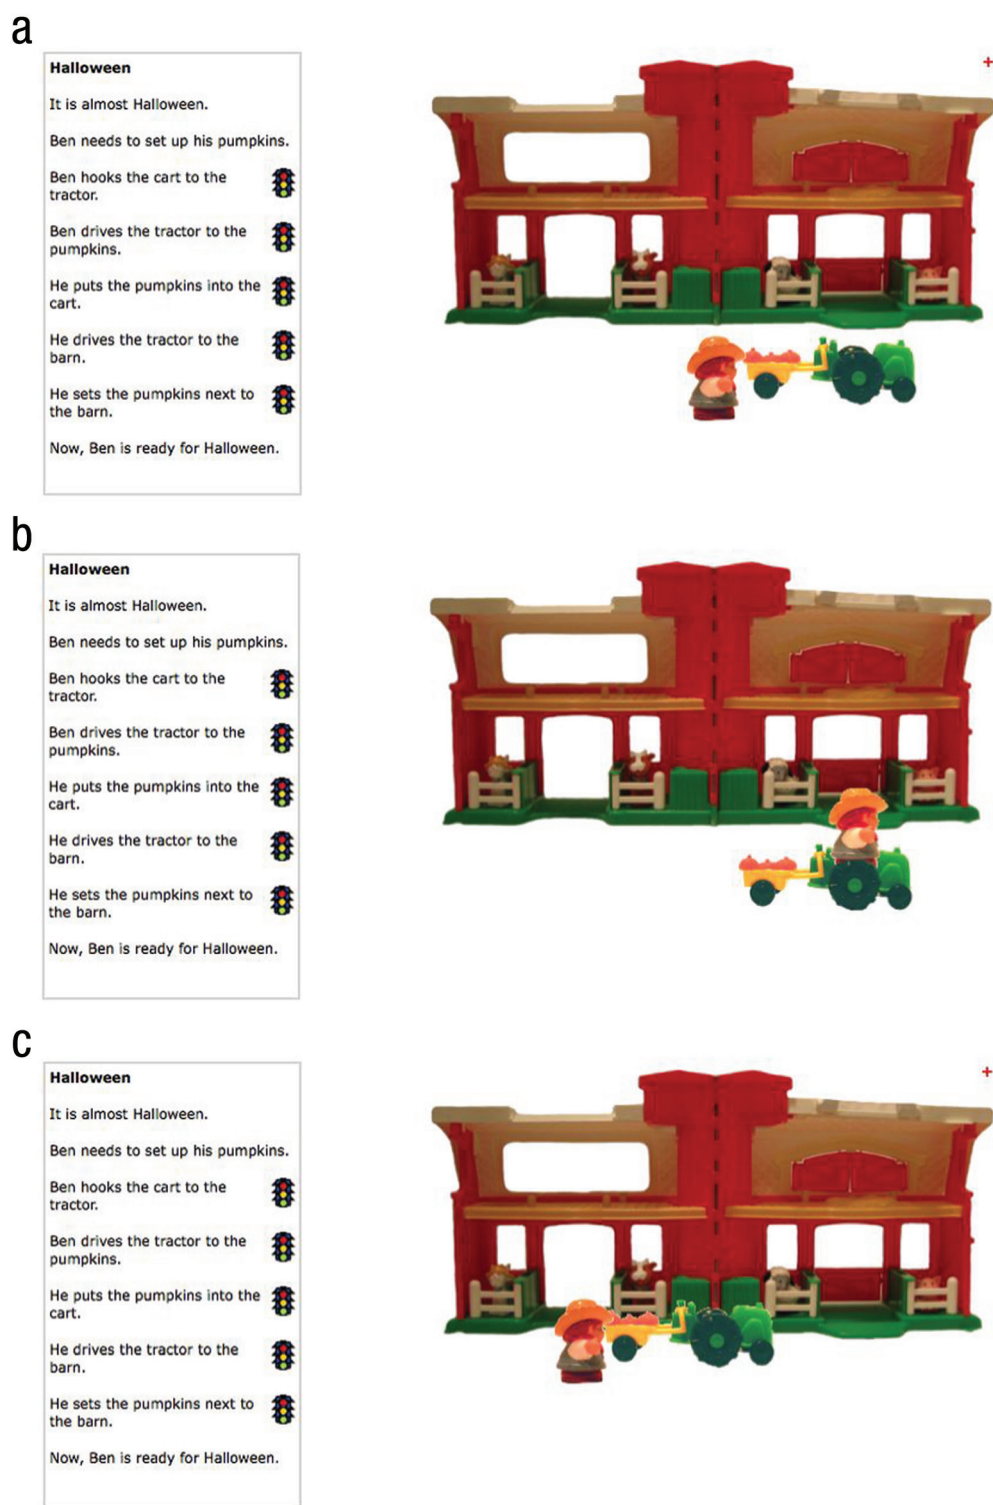 a
Halloween
It is almost Halloween.
Ben needs to set up his pumpkins.
Ben hooks the cart to the
tractor.
Ben drives the tractor to the
pumpkins.
He puts the pumpkins into the
cart.
He drives the tractor to the
barn.
He sets the pumpkins next to
the barn.
Now, Ben is ready for Halloween.
b
Halloween
It is almost Halloween.
Ben needs to set up his pumpkins.
Ben hooks the cart to the
tractor.
Ben drives the tractor to the
pumpkins.
He puts the pumpkins into the
cart.
He drives the tractor to the
barn.
He sets the pumpkins next to
the barn.
Now, Ben is ready for Halloween.
c
Halloween
It is almost Halloween.
Ben needs to set up his pumpkins.
Ben hooks the cart to the
tractor.
Ben drives the tractor to the
pumpkins.
He puts the pumpkins into the
cart.
He drives the tractor to the
barn.
He sets the pumpkins next to
the barn.
Now, Ben is ready for Halloween.